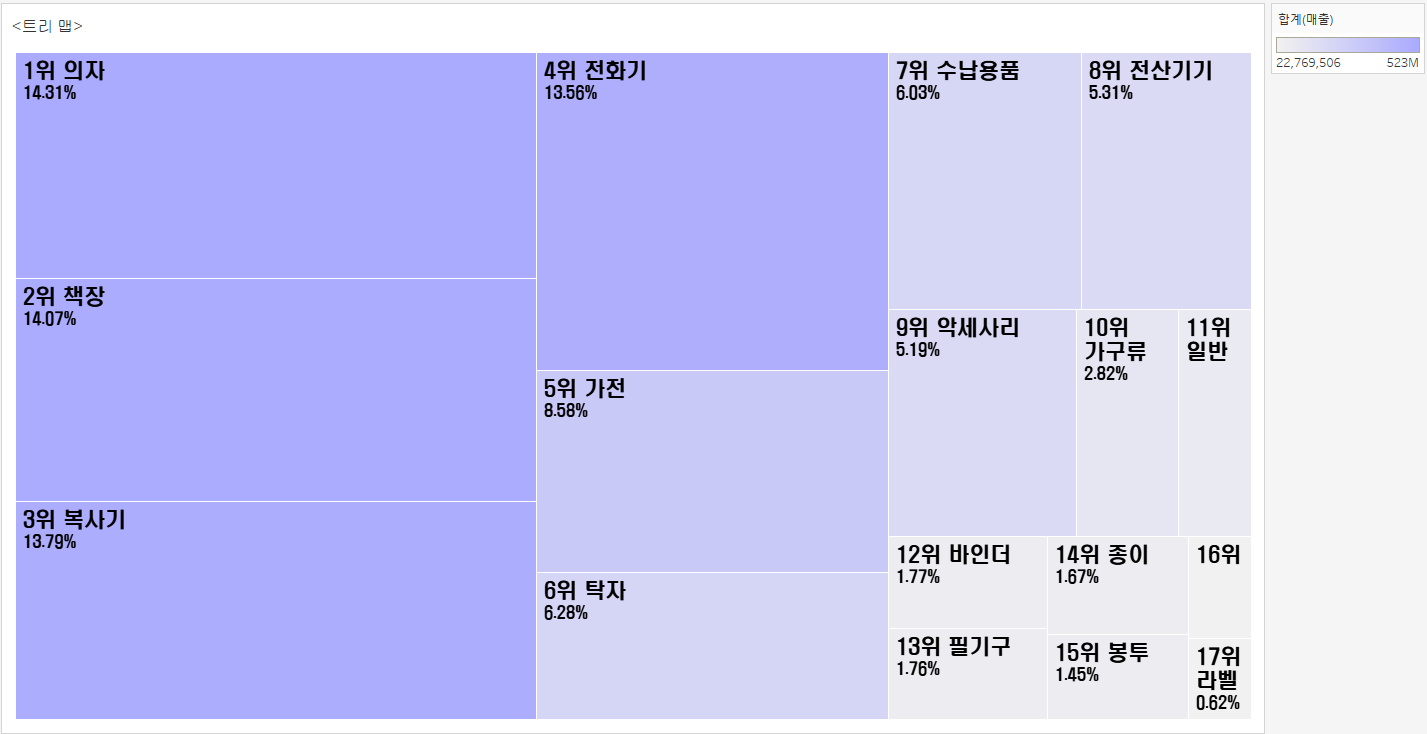 <트리 맵>
1위 의자
14.31%
2위 책장
14.07%
3위 복사기
13.79%
4위 전화기
13.56%
5위 가전
8.58%
6위 탁자
6.28%
7위 수납용품
6.03%
8위 전산기기
5.31%
9위 악세사리
5.19%
10위
가구류
2.82%
11위
일반
12위 바인더
1.77%
13위 필기구
1.76%
14위 종이
1.67%
15위 봉투
1.45%
16위
17위
라벨
0.62%
합계(매출)
22,769,506 523M